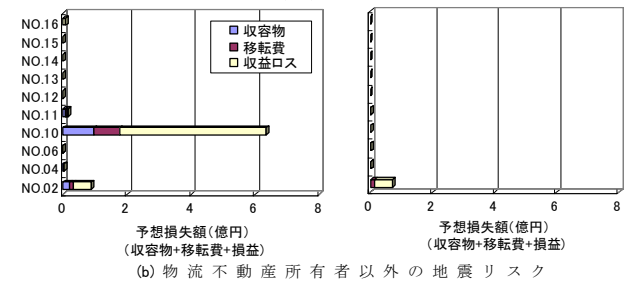 NO.16
NO.15
NO.14
NO.13
NO.12
NO.11
NO.10
NO.06
NO.04
NO.02
収容物
移転費
収益ロス
0 2 4 6 8
予想損失額(億円)
(収容物+移転費+損益)
0 2 4 6 8
予想損失額(億円)
(収容物+移転費+損益)
(b) 物流不動産所有者以外の地震リスク